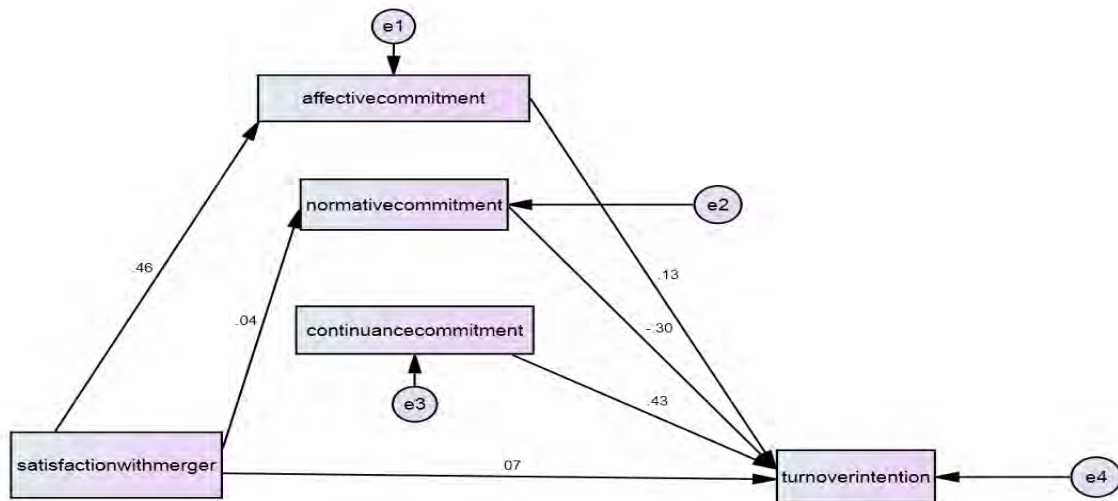 e1
affectivecommitment
normativecommitment
e2
.46
.13
.04
-.30
continuancecommitment
.43
e3
satisfactionwithmerger
07
turnoverintention
e4